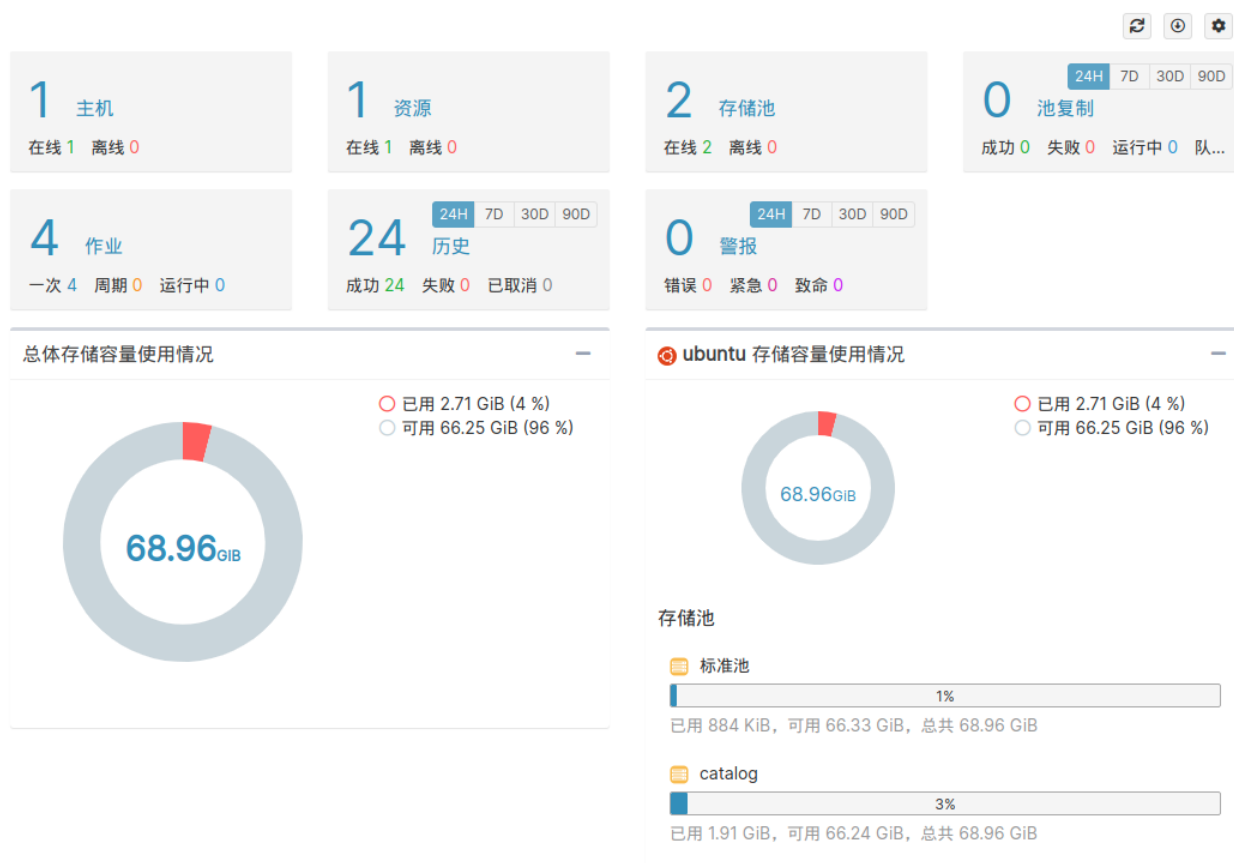 1 主机
在线 1 离线 0
1 资源
在线 1 离线 0
2 存储池
在线 2 离线 0
24H 7D 30D 90D
0 池复制
成功 0 失败 0 运行中 0 队...
4 作业
一次 4 周期 0 运行中 0
24H 7D 30D 90D
24 历史
成功 24 失败 0 已取消 0
24H 7D 30D 90D
0 警报
错误 0 紧急 0 致命 0
总体存储容量使用情况
已用 2.71 GiB (4 %)
可用 66.25 GiB (96 %)
68.96GIB
ubuntu 存储容量使用情况
已用 2.71 GiB (4 %)
可用 66.25 GiB (96 %)
68.96GIB
存储池
标准池
1%
已用 884 KiB，可用 66.33 GiB，总共 68.96 GiB
catalog
3%
已用 1.91 GiB，可用 66.24 GiB，总共 68.96 GiB